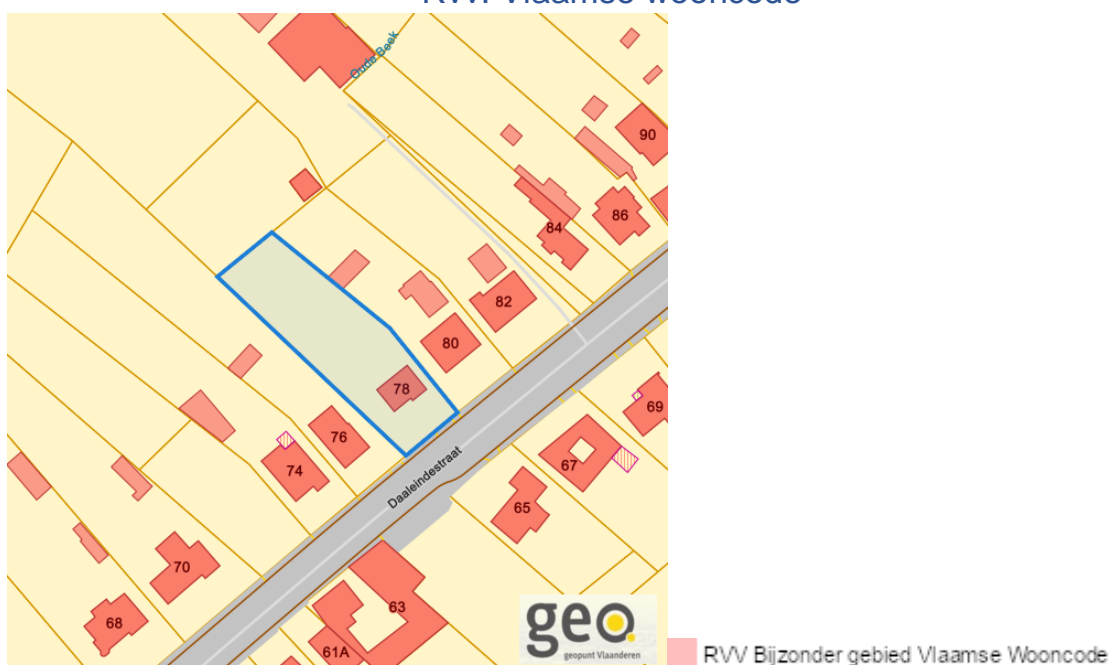 RVV: Vlaamse wooncode
Oude Beek
90
86
84
82
80
78
76
74
69
67
65
70
68
63
61A
Daaleindestraat
geo.
geopunt Vlaanderen
RVV Bijzonder gebied Vlaamse Wooncode